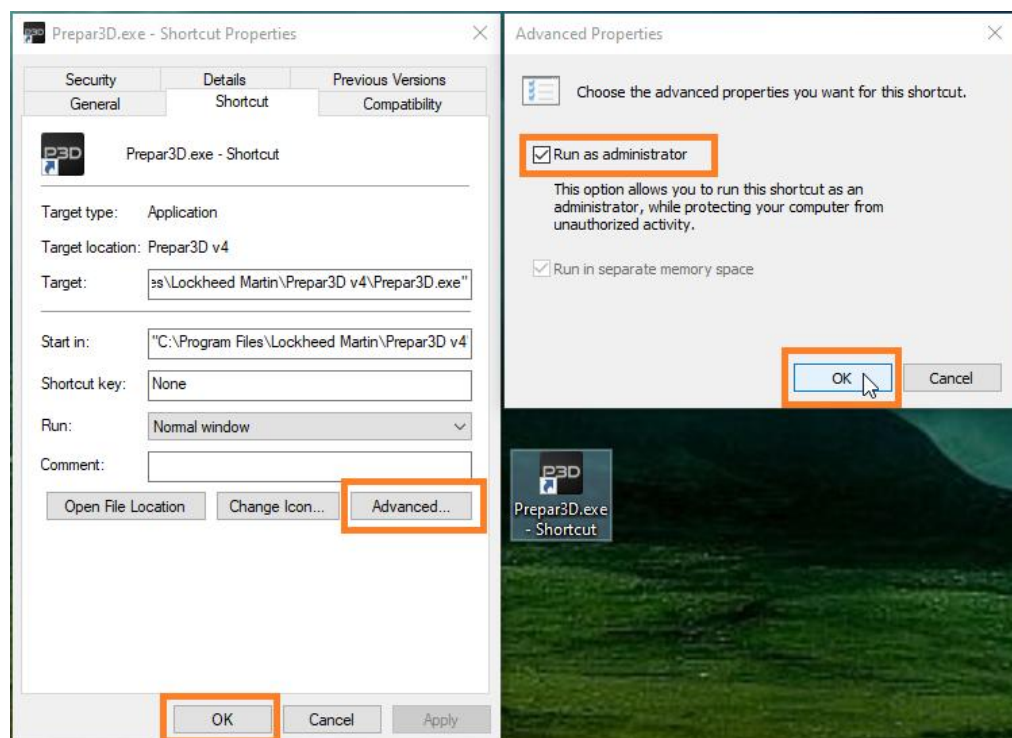 Prepar3D.exe - Shortcut Properties
Security Details Previous Versions
General Shortcut Compatibility
P3D
Prepar3D.exe - Shortcut
Target type: Application
Target location: Prepar3D v4
Target: es\Lockheed Martin\Prepar3D v4\Prepar3D.exe"
Start in: "C:\Program Files\Lockheed Martin\Prepar3D v4
Shortcut key: None
Run: Normal window
Comment:
Open File Location Change Icon... Advanced...
OK Cancel Apply
Advanced Properties
Choose the advanced properties you want for this shortcut.
Run as administrator
This option allows you to run this shortcut as an
administrator, while protecting your computer from
unauthorized activity.
Run in separate memory space
OK Cancel
P3D
Prepar3D.exe
- Shortcut